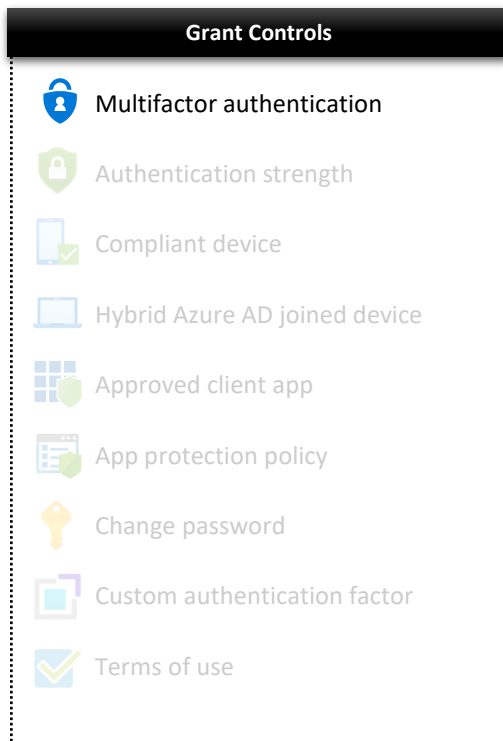 Grant Controls
Multifactor authentication
Authentication strength
Compliant device
Hybrid Azure AD joined device
Approved client app
App protection policy
Change password
Custom authentication factor
Terms of use